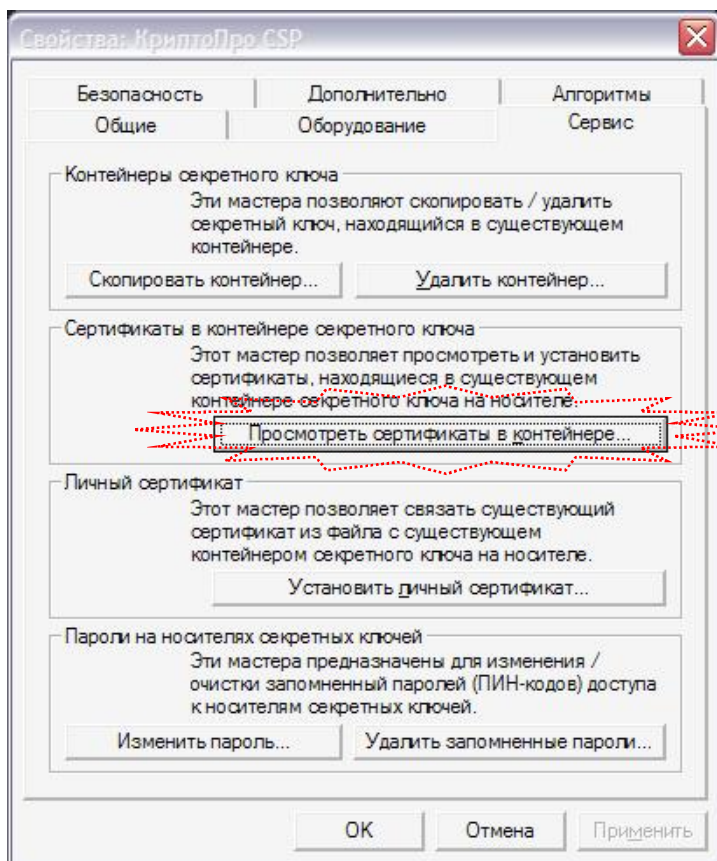 Свойства: КриптоПро CSP
Безопасность Дополнительно Алгоритмы
Общие Оборудование Сервис
Контейнеры секретного ключа
Эти мастера позволяют скопировать / удалить
секретный ключ, находящийся в существующем
контейнере.
Скопировать контейнер... Удалить контейнер...
Сертификаты в контейнере секретного ключа
Этот мастер позволяет просмотреть и установить
сертификаты, находящиеся в существующем
контейнере секретного ключа на носителе.
Просмотреть сертификаты в контейнере...
Личный сертификат
Этот мастер позволяет связать существующий
сертификат из файла с существующем
контейнером секретного ключа на носителе.
Установить личный сертификат...
Пароли на носителях секретных ключей
Эти мастера предназначены для изменения /
очистки запомненный паролей (ПИН-кодов) доступа
к носителям секретных ключей.
Изменить пароль... Удалить запомненные пароли...
OK Отмена Применить